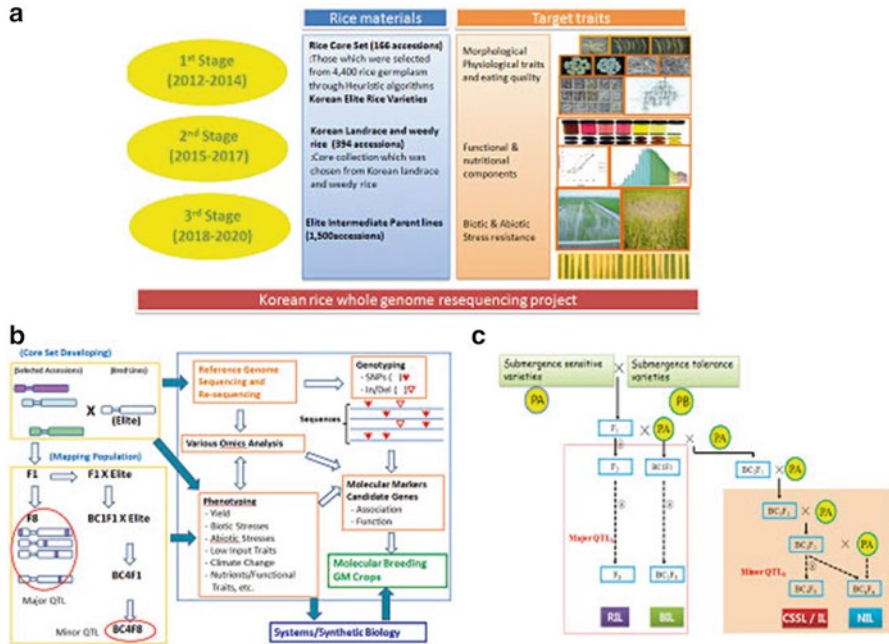 a
Rice materials
Target traits
1st Stage
(2012-2014)
Rice Core Set (166 accessions)
:Those which were selected
from 4,400 rice germplasm
through Heuristic algorithms
Korean Elite Rice Varieties
Morphological
Physiological traits
and eating quality
2nd Stage
(2015-2017)
Korean Landrace and weedy
rice (394 accessions)
:Core collection which was
chosen from Korean landrace
and weedy rice
Functional &
nutritional
components
3rd Stage
(2018-2020)
Elite Intermediate Parent lines
(1,500accessions)
Biotic & Abiotic
Stress resistance
Korean rice whole genome resequencing project
b
(Core Set Developing)
(Selected Accessions)
(Bred Lines)
X
(Elite)
(Mapping Population)
F1
F1 X Elite
F8
BC1F1 X Elite
BC4F1
Major QTL
Minor QTL
BC4F8
Reference Genome
Sequencing and
Re-sequencing
Genotyping
- SNPs ( )
- In/Del ( )
Sequences
Various Omics Analysis
Phenotyping
- Yield
- Biotic Stresses
- Abiotic Stresses
- Low Input Traits
- Climate Change
- Nutrients/Functional
Traits, etc.
Molecular Markers
Candidate Genes
- Association
- Function
Molecular Breeding
GM Crops
Systems/Synthetic Biology
c
Submergence sensitive
varieties
×
Submergence tolerance
varieties
PA
PB
F1
×
PA
×
PA
F2
BC1F1
BC2F1
×
PA
×
PA
×
PA
Major QTLs
Minor QTLs
RIL
BIL
CSSL / IL
NIL